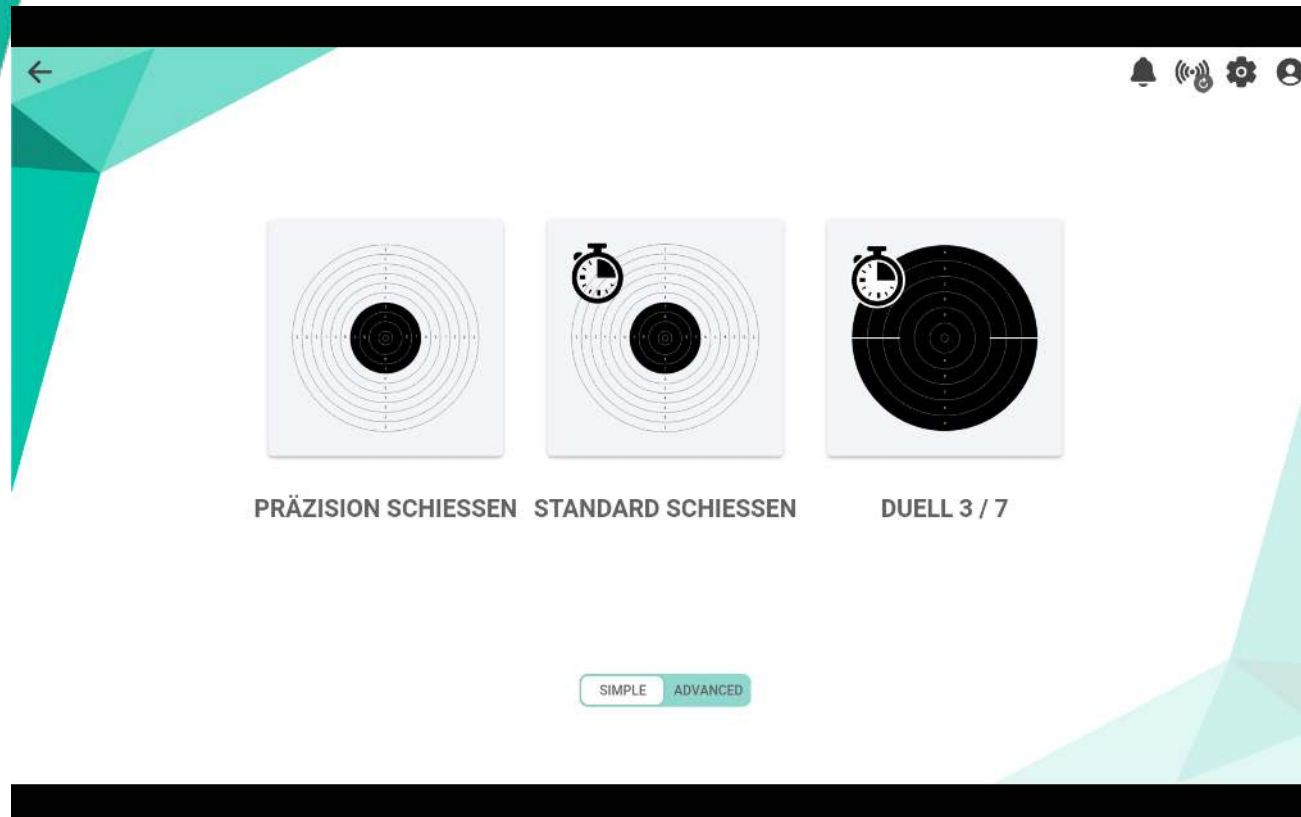 PRÄZISION SCHIESSEN
STANDARD SCHIESSEN
DUELL 3 / 7
SIMPLE
ADVANCED